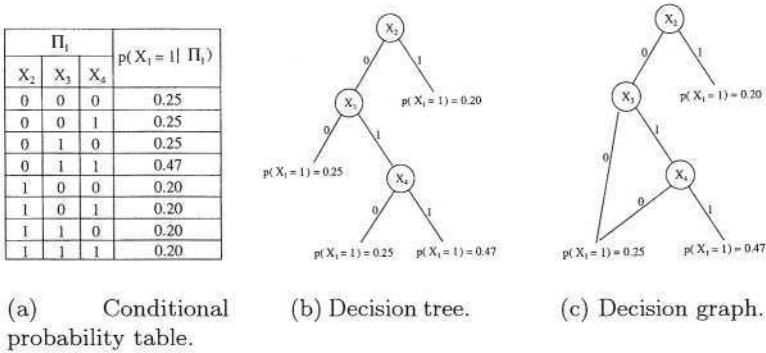 Π₁ p( X₁ = 1 | Π₁)
X₂ X₃ X₄
0 0 0 0.25
0 0 1 0.25
0 1 0 0.25
0 1 1 0.47
1 0 0 0.20
1 0 1 0.20
1 1 0 0.20
1 1 1 0.20
(a) Conditional
probability table.
X₂
0 1
X₃ p( X₁ = 1) = 0.20
0 1
p( X₁ = 1) = 0.25 X₄
0 1
p( X₁ = 1) = 0.25 p( X₁ = 1) = 0.47
(b) Decision tree.
X₂
0 1
X₃ p( X₁ = 1) = 0.20
1
0 X₄
0 1
p( X₁ = 1) = 0.25 p( X₁ = 1) = 0.47
(c) Decision graph.